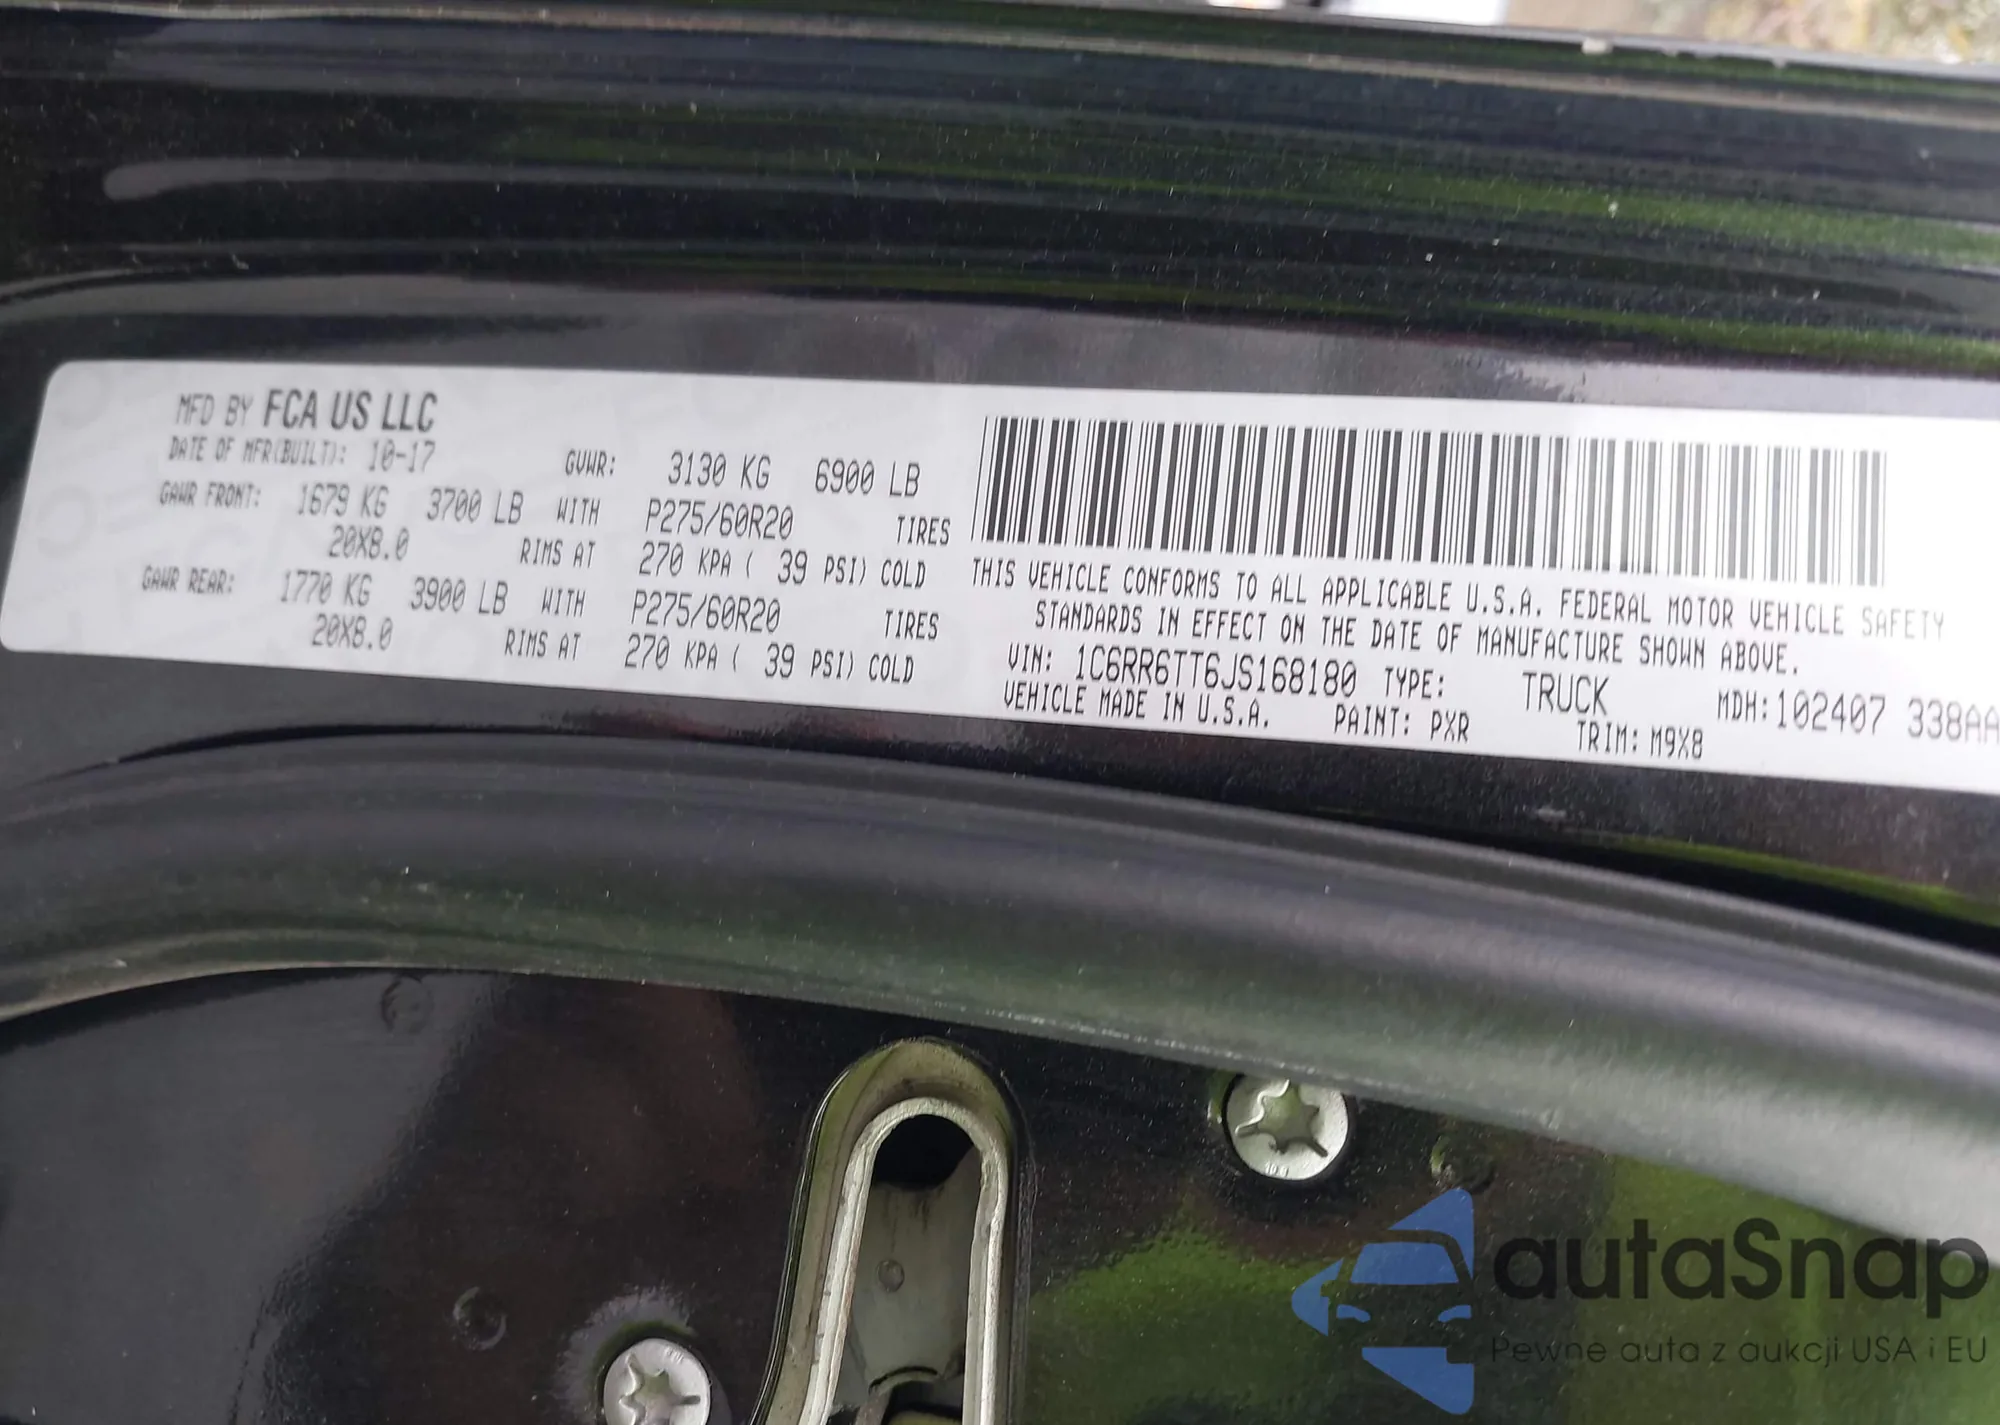 MFD BY FCA US LLC
DATE OF MFR(BUILT): 10-17
GVWR: 3130 KG 6900 LB
GAWR FRONT: 1679 KG 3700 LB WITH P275/60R20 TIRES
20X8.0 RIMS AT 270 KPA ( 39 PSI) COLD
GAWR REAR: 1770 KG 3900 LB WITH P275/60R20 TIRES
20X8.0 RIMS AT 270 KPA ( 39 PSI) COLD
THIS VEHICLE CONFORMS TO ALL APPLICABLE U.S.A. FEDERAL MOTOR VEHICLE SAFETY
STANDARDS IN EFFECT ON THE DATE OF MANUFACTURE SHOWN ABOVE.
VIN: 1C6RR6TT6JS168180 TYPE: TRUCK MDH:102407 338AA
VEHICLE MADE IN U.S.A. PAINT: PXR TRIM: M9X8
autaSnap
Pewne auta z aukcji USA i EU